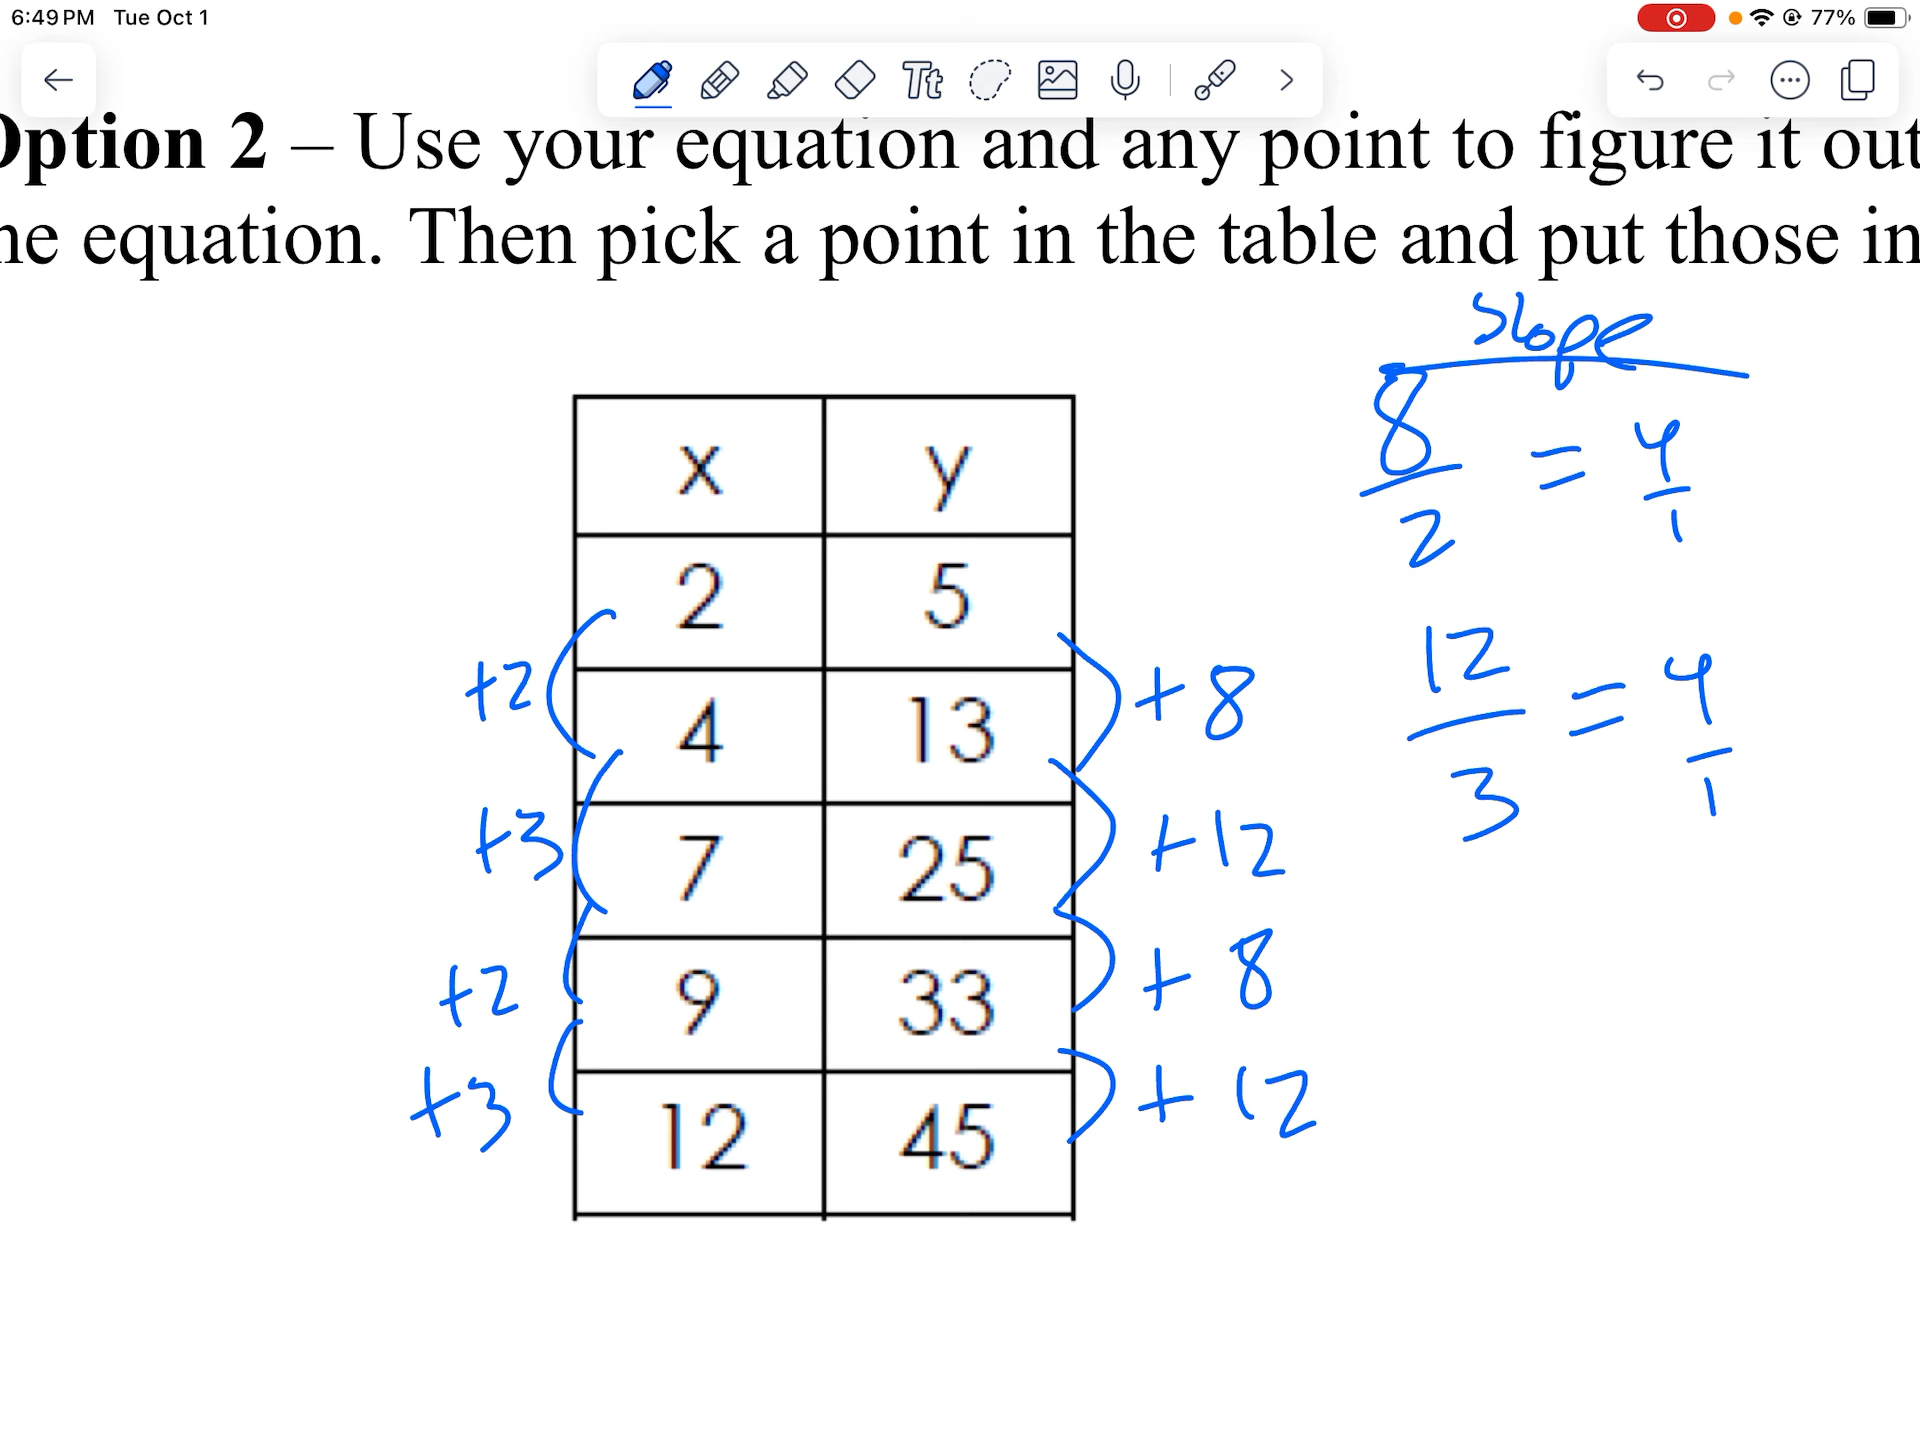 6:49 PM Tue Oct 1 77%
Tt
Option 2 – Use your equation and any point to figure it out
he equation. Then pick a point in the table and put those in
slope
8/2 = 4/1
12/3 = 4/1
x y
2 5
+2 +8
4 13
+3 +12
7 25
+2 +8
9 33
+3 +12
12 45